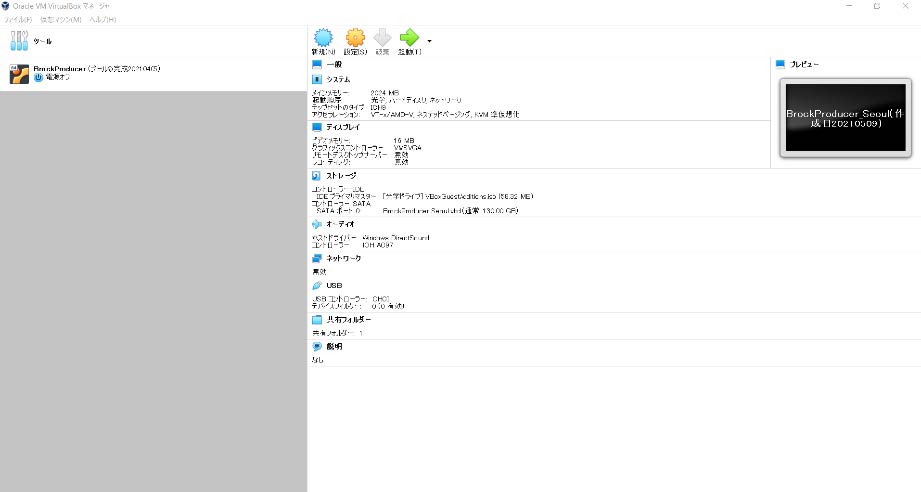 Oracle VM VirtualBox マネージャー
ファイル(F) 仮想マシン(M) ヘルプ(H)
ツール
新規(N) 設定(S) 破棄 起動(T)
BrockProducer
電源オフ
一般
プレビュー
システム
メインメモリー: 2024 MB
起動順序: 光学, ハードディスク, ネットワーク
チップセットのタイプ: ICH9
アクセラレーション: VT-x/AMD-V, ネステッドページング, KVM 準仮想化
BrockProducer Seoul(作
成日20210509)
ディスプレイ
ビデオメモリー: 16 MB
グラフィックスコントローラー: VMSVGA
リモートデスクトップサーバー: 無効
レコーディング: 無効
ストレージ
コントローラー: IDE
IDE プライマリマスター: [光学ドライブ] VBoxGuestAdditions.iso (58.32 MB)
コントローラー: SATA
SATA ポート 0: BrockProducer Seoul.vhd (通常, 130.00 GB)
オーディオ
ホストドライバー: Windows DirectSound
コントローラー: ICH AC97
ネットワーク
無効
USB
USB コントローラー: OHCI
デバイスフィルター: 0 (0 有効)
共有フォルダー
共有フォルダー: 1
説明
なし